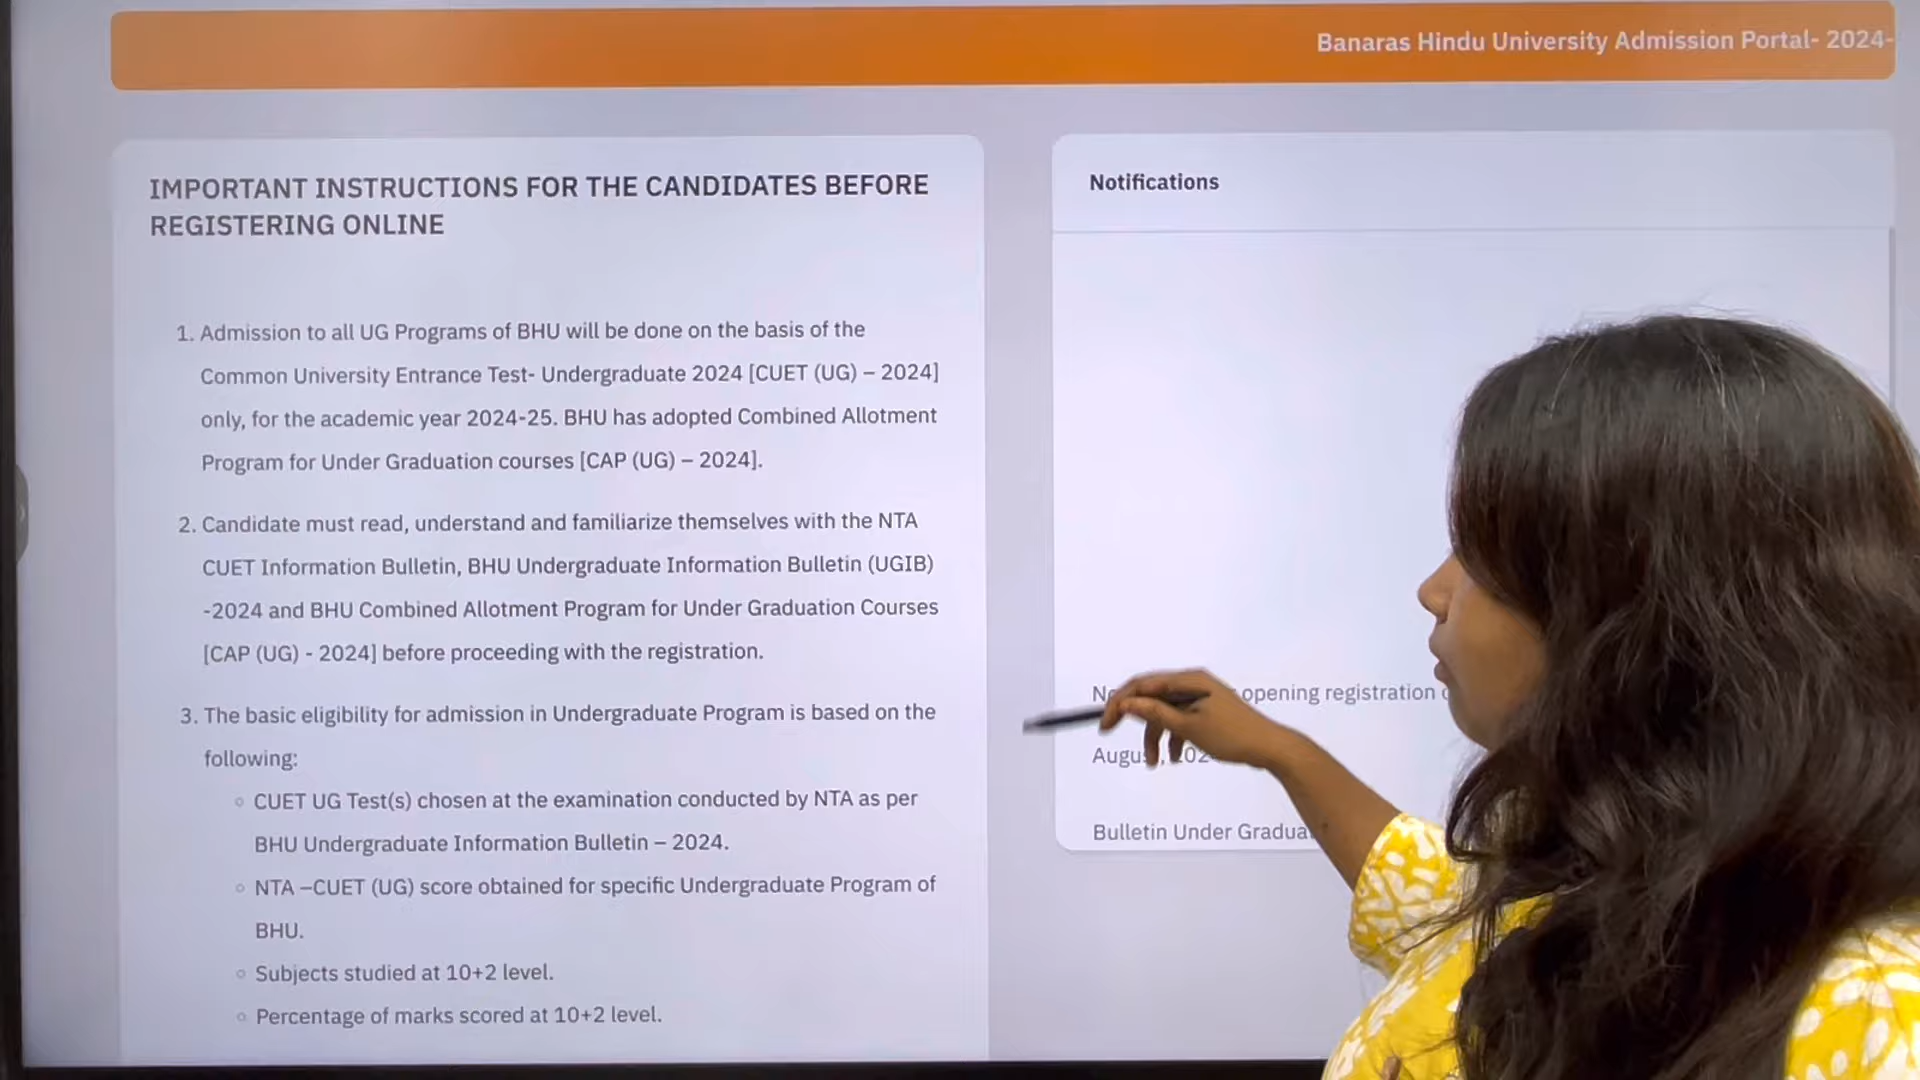 Banaras Hindu University Admission Portal- 2024-
IMPORTANT INSTRUCTIONS FOR THE CANDIDATES BEFORE
REGISTERING ONLINE
1. Admission to all UG Programs of BHU will be done on the basis of the
Common University Entrance Test- Undergraduate 2024 [CUET (UG) – 2024]
only, for the academic year 2024-25. BHU has adopted Combined Allotment
Program for Under Graduation courses [CAP (UG) – 2024].
2. Candidate must read, understand and familiarize themselves with the NTA
CUET Information Bulletin, BHU Undergraduate Information Bulletin (UGIB)
-2024 and BHU Combined Allotment Program for Under Graduation Courses
[CAP (UG) - 2024] before proceeding with the registration.
3. The basic eligibility for admission in Undergraduate Program is based on the
following:
CUET UG Test(s) chosen at the examination conducted by NTA as per
BHU Undergraduate Information Bulletin – 2024.
NTA –CUET (UG) score obtained for specific Undergraduate Program of
BHU.
Subjects studied at 10+2 level.
Percentage of marks scored at 10+2 level.
Notifications
opening registration
Bulletin Under